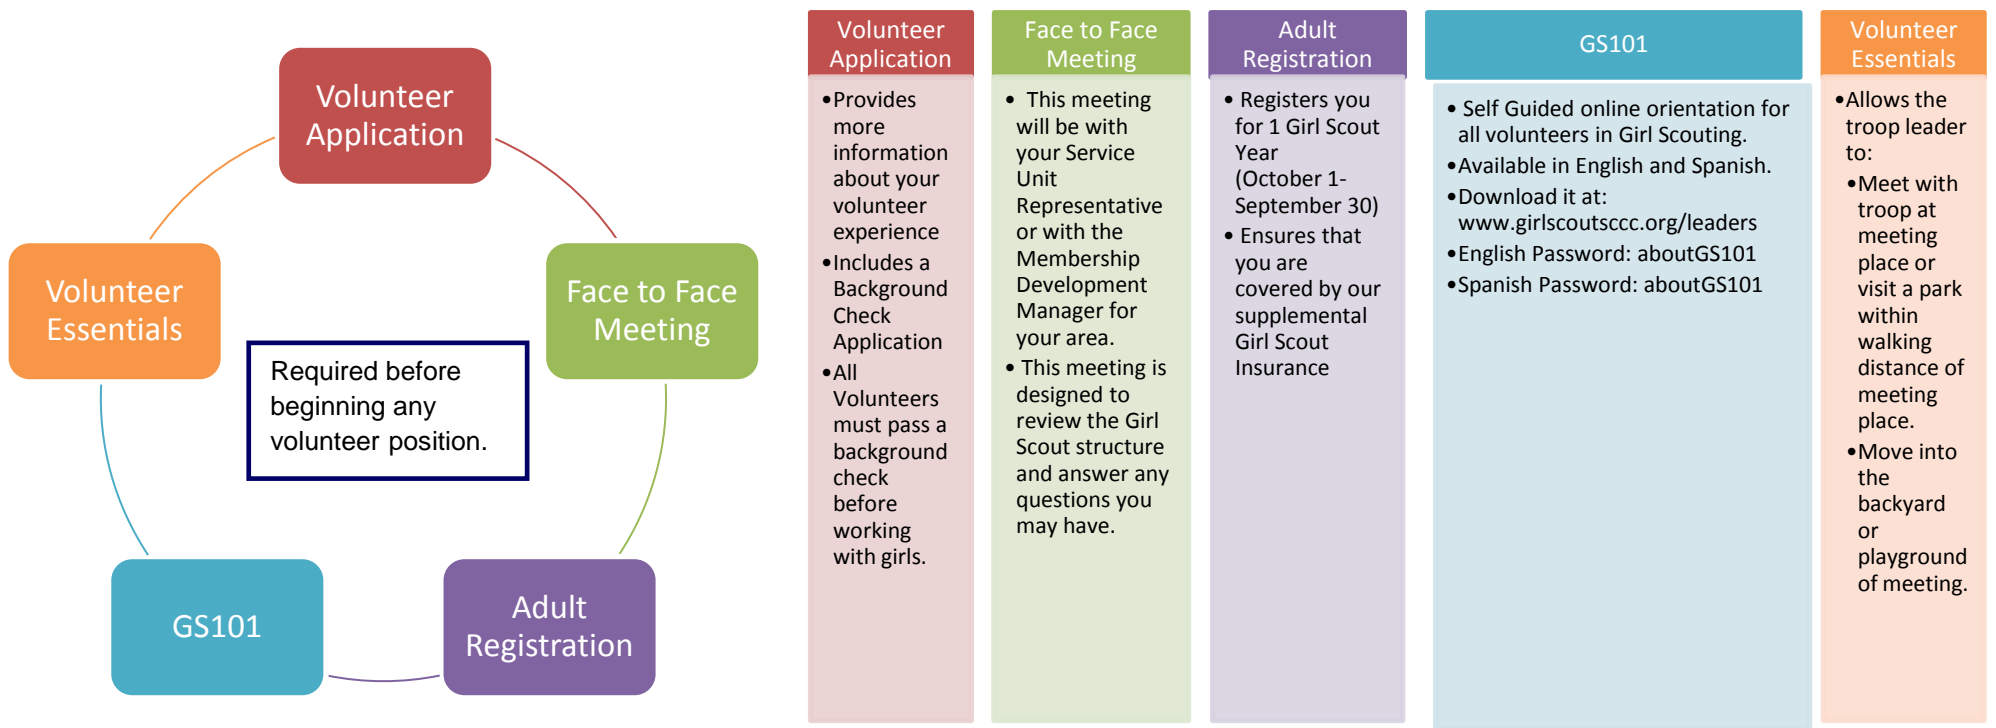 Volunteer
Application
Face to Face
Meeting
Adult
Registration
GS101
Volunteer
Essentials
Required before
beginning any
volunteer position.
Volunteer
Application
•Provides
more
information
about your
volunteer
experience
•Includes a
Background
Check
Application
•All
Volunteers
must pass a
background
check
before
working
with girls.
Face to Face
Meeting
• This meeting
will be with
your Service
Unit
Representative
or with the
Membership
Development
Manager for
your area.
• This meeting is
designed to
review the Girl
Scout structure
and answer any
questions you
may have.
Adult
Registration
• Registers you
for 1 Girl Scout
Year
(October 1-
September 30)
• Ensures that
you are
covered by our
supplemental
Girl Scout
Insurance
GS101
• Self Guided online orientation for
all volunteers in Girl Scouting.
•Available in English and Spanish.
•Download it at:
www.girlscoutsccc.org/leaders
•English Password: aboutGS101
•Spanish Password: aboutGS101
Volunteer
Essentials
•Allows the
troop leader
to:
•Meet with
troop at
meeting
place or
visit a park
within
walking
distance of
meeting
place.
•Move into
the
backyard
or
playground
of meeting.